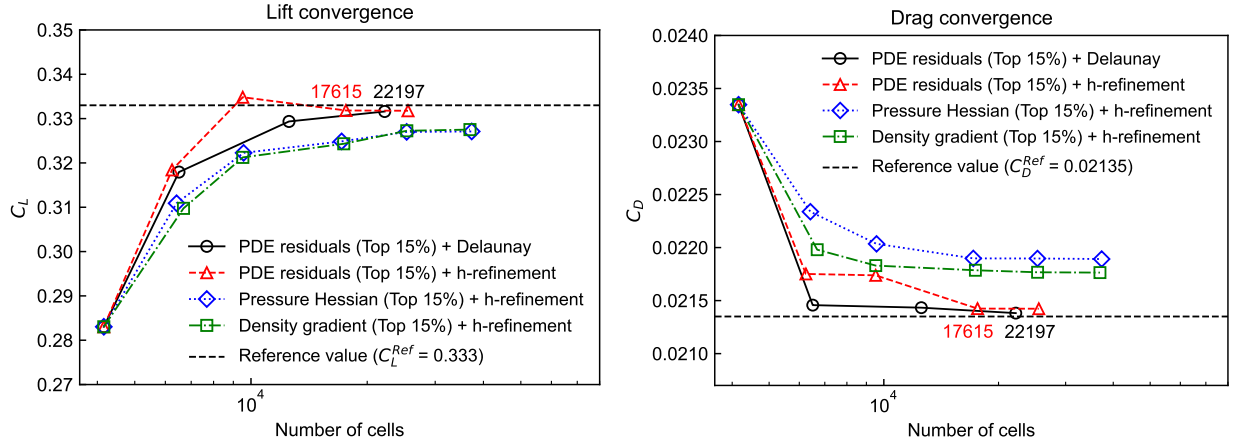 Lift convergence
0.35
0.34
0.33
0.32
0.31
0.30
0.29
0.28
0.27
C_L
17615
22197
PDE residuals (Top 15%) + Delaunay
PDE residuals (Top 15%) + h-refinement
Pressure Hessian (Top 15%) + h-refinement
Density gradient (Top 15%) + h-refinement
Reference value (C_L^Ref = 0.333)
10^4
Number of cells
Drag convergence
0.0240
0.0235
0.0230
0.0225
0.0220
0.0215
0.0210
C_D
PDE residuals (Top 15%) + Delaunay
PDE residuals (Top 15%) + h-refinement
Pressure Hessian (Top 15%) + h-refinement
Density gradient (Top 15%) + h-refinement
Reference value (C_D^Ref = 0.02135)
17615
22197
10^4
Number of cells